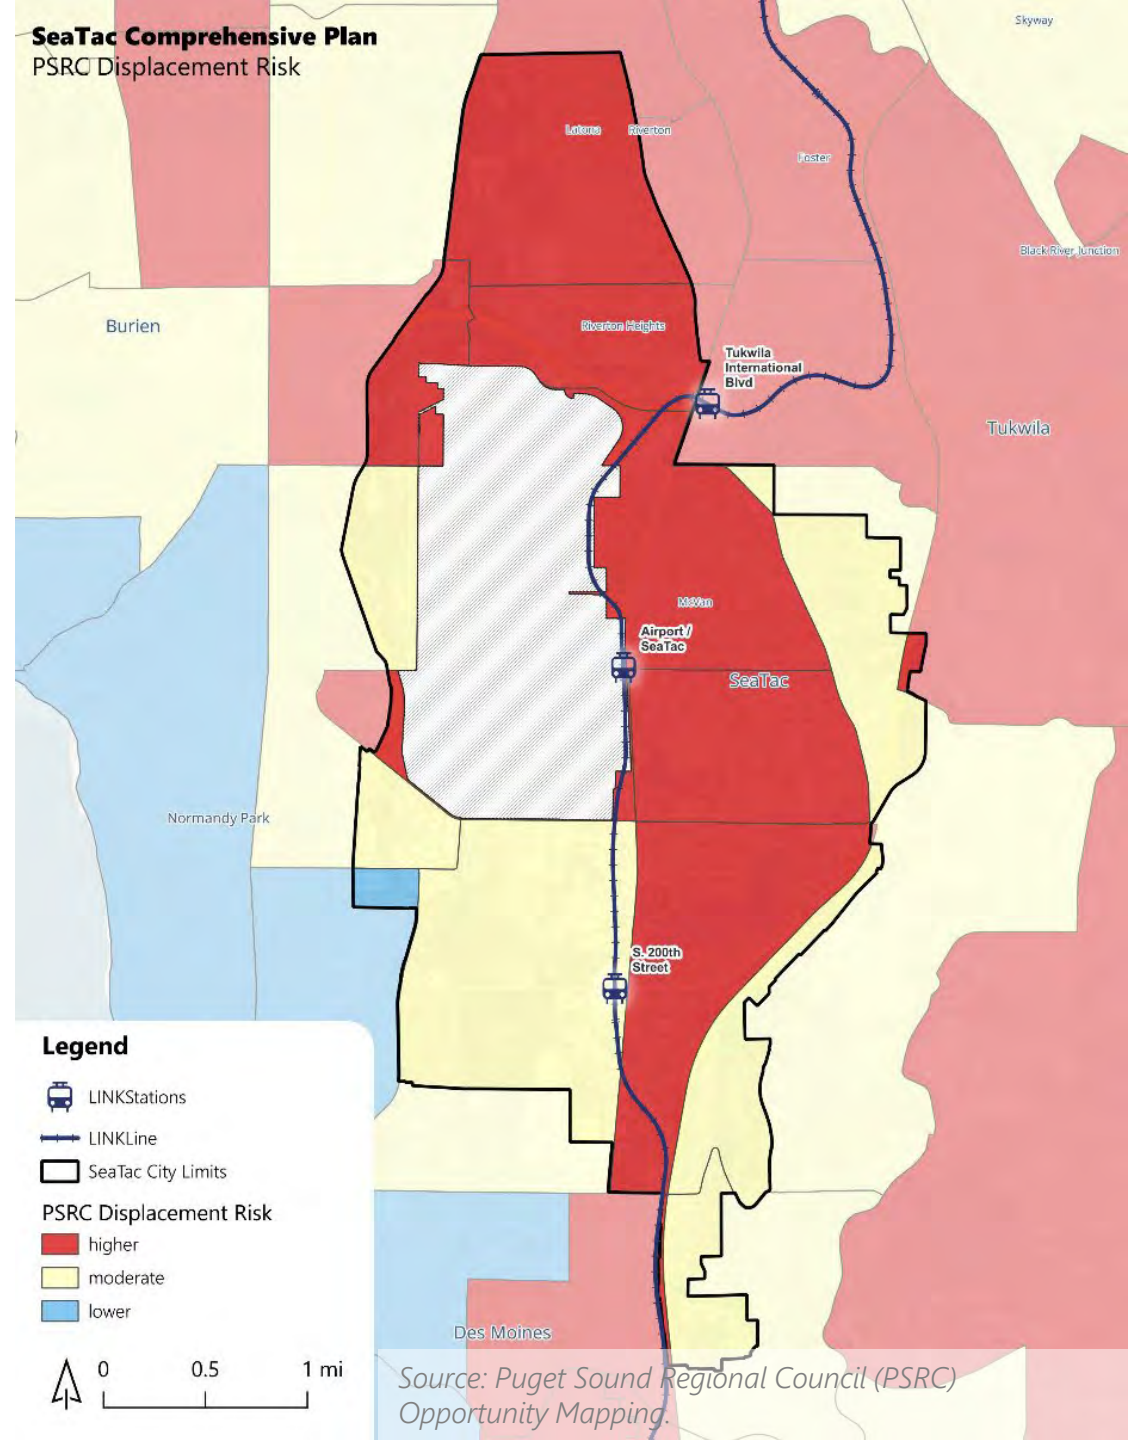 SeaTac Comprehensive Plan
PSRC Displacement Risk
Skyway
Latona
Riverton
Foster
Black River Junction
Burien
Riverton Heights
Tukwila
International
Blvd
Tukwila
McVan
Airport /
SeaTac
SeaTac
Normandy Park
S. 200th
Street
Legend
LINKStations
LINKLine
SeaTac City Limits
PSRC Displacement Risk
higher
moderate
lower
Des Moines
0 0.5 1 mi
Source: Puget Sound Regional Council (PSRC)
Opportunity Mapping.